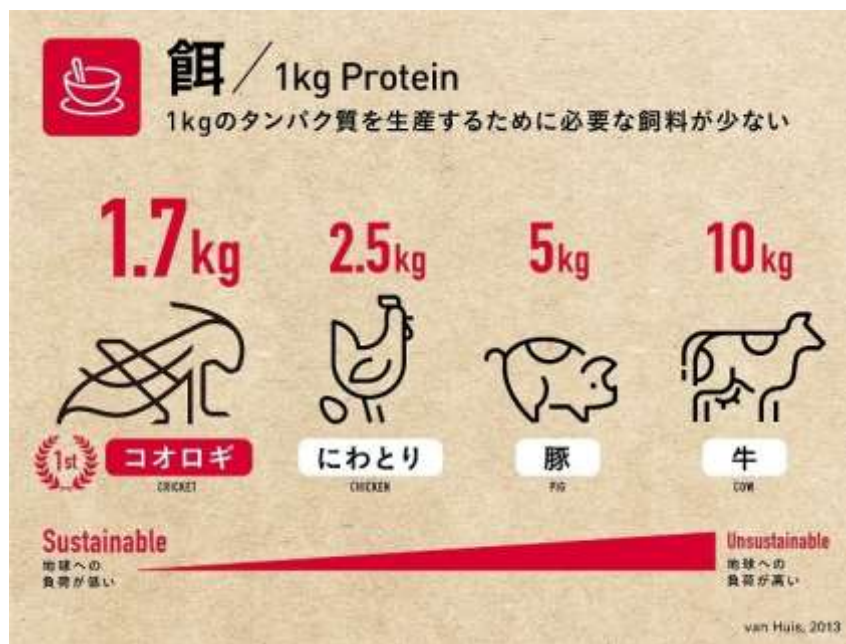 餌／1kg Protein
1kgのタンパク質を生産するために必要な飼料が少ない
1.7kg 2.5kg 5kg 10kg
1st コオロギ にわとり 豚 牛
CRICKET CHICKEN PIG COW
Sustainable Unsustainable
地球への 地球への
負荷が低い 負荷が高い
van Huis, 2013